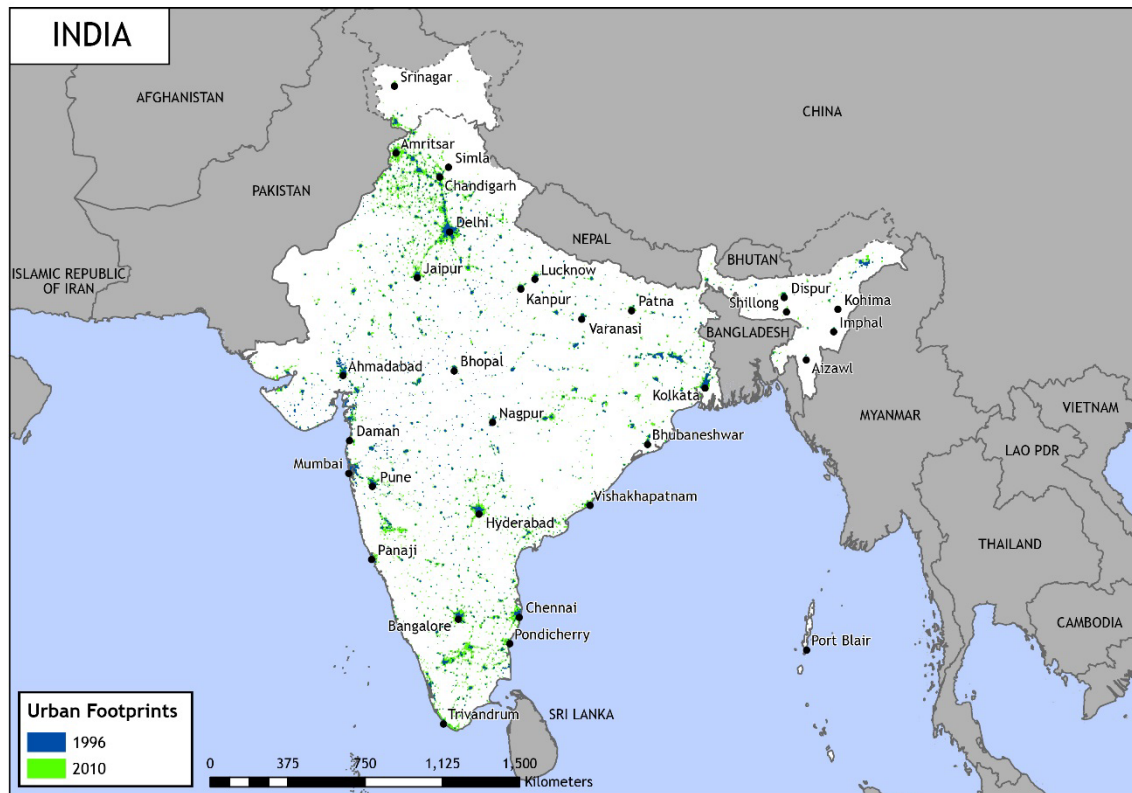 INDIA
AFGHANISTAN
Srinagar
CHINA
Amritsar
Simla
Chandigarh
PAKISTAN
Delhi
NEPAL
BHUTAN
ISLAMIC REPUBLIC
OF IRAN
Jaipur
Lucknow
Kanpur
Patna
Varanasi
Dispur
Shillong
Kohima
Imphal
BANGLADESH
Aizawl
Ahmadabad
Bhopal
Kolkata
MYANMAR
VIETNAM
LAO PDR
Nagpur
Daman
Bhubaneshwar
Mumbai
Pune
Vishakhapatnam
Hyderabad
THAILAND
Panaji
Chennai
Bangalore
Pondicherry
CAMBODIA
Port Blair
Trivandrum
SRI LANKA
Urban Footprints
1996
2010
0 375 750 1,125 1,500
Kilometers